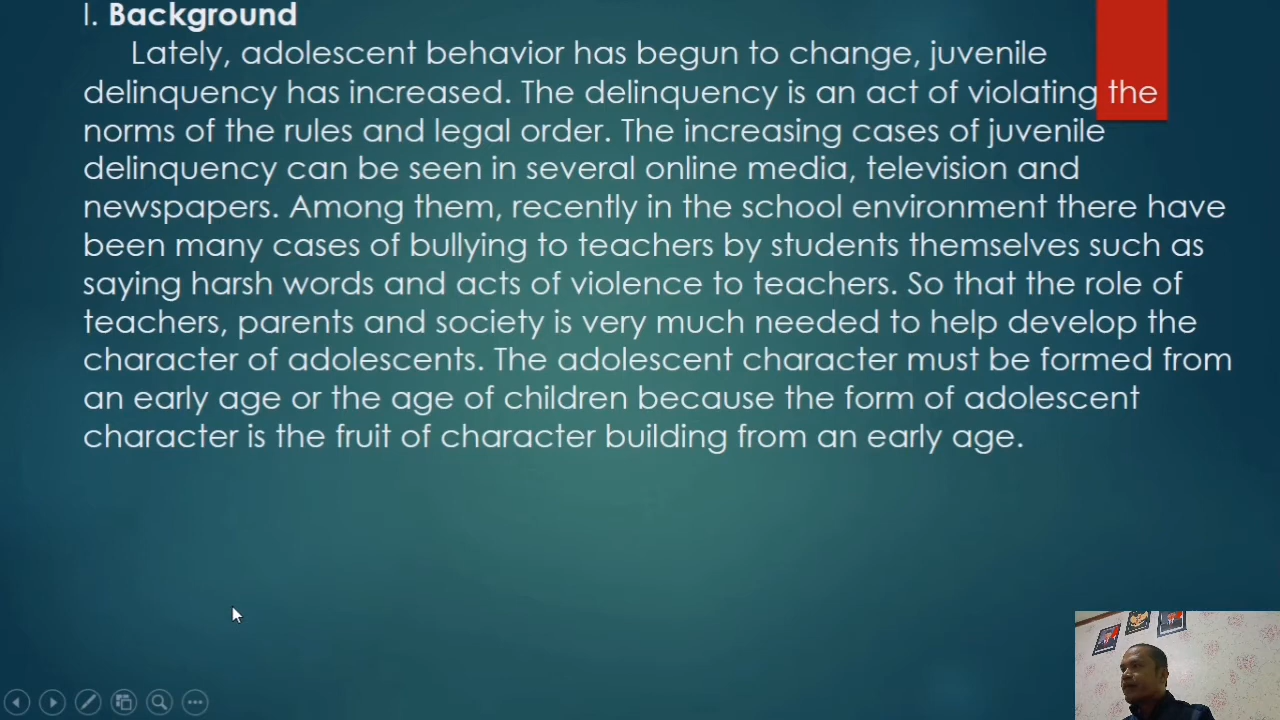 I. Background
Lately, adolescent behavior has begun to change, juvenile
delinquency has increased. The delinquency is an act of violating the
norms of the rules and legal order. The increasing cases of juvenile
delinquency can be seen in several online media, television and
newspapers. Among them, recently in the school environment there have
been many cases of bullying to teachers by students themselves such as
saying harsh words and acts of violence to teachers. So that the role of
teachers, parents and society is very much needed to help develop the
character of adolescents. The adolescent character must be formed from
an early age or the age of children because the form of adolescent
character is the fruit of character building from an early age.